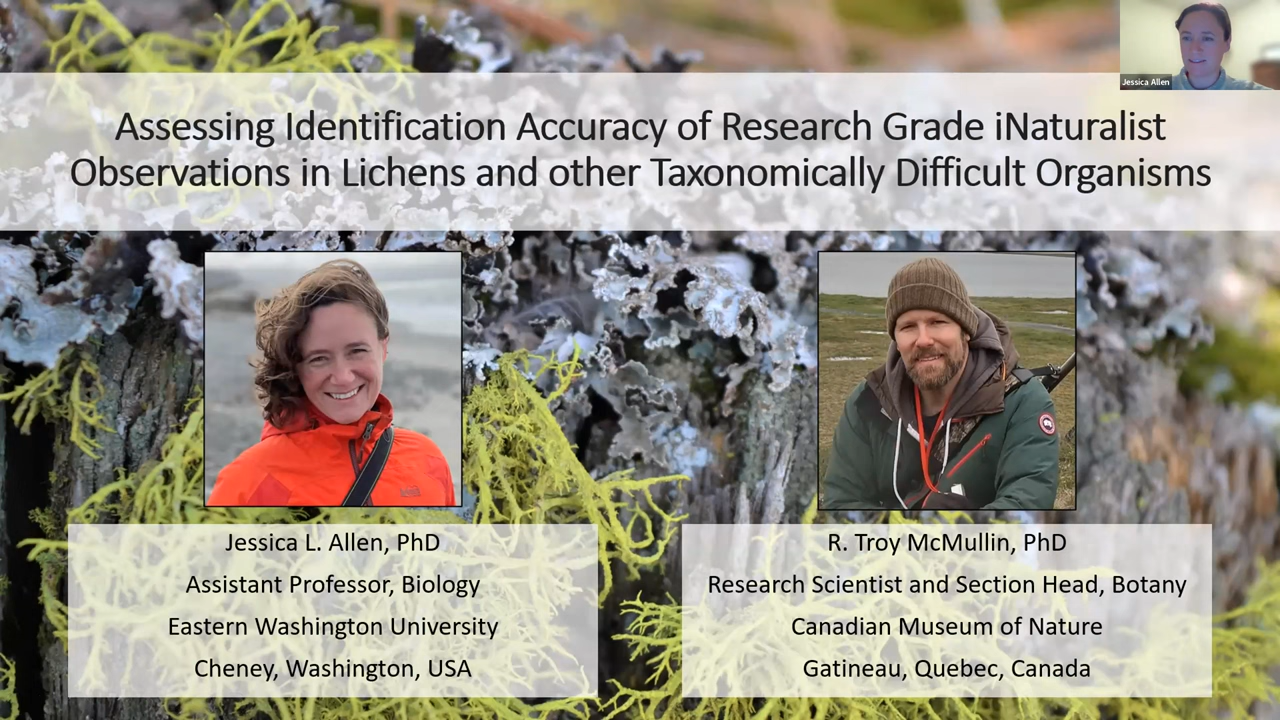 Jessica Allen
Assessing Identification Accuracy of Research Grade iNaturalist
Observations in Lichens and other Taxonomically Difficult Organisms
Jessica L. Allen, PhD
Assistant Professor, Biology
Eastern Washington University
Cheney, Washington, USA
R. Troy McMullin, PhD
Research Scientist and Section Head, Botany
Canadian Museum of Nature
Gatineau, Quebec, Canada